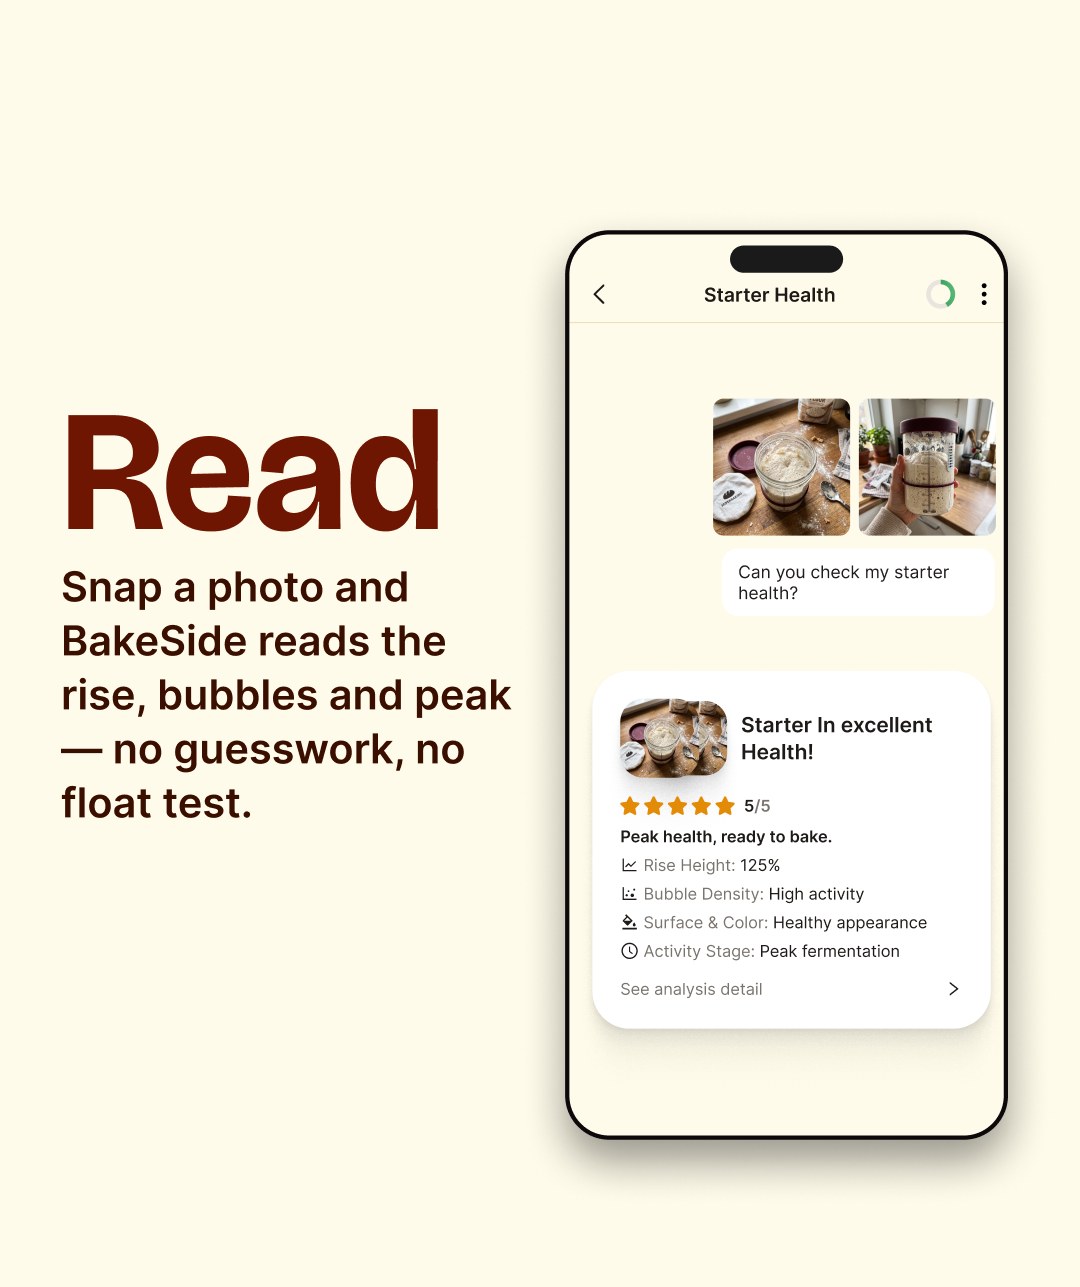 Read
Snap a photo and
BakeSide reads the
rise, bubbles and peak
— no guesswork, no
float test.
Starter Health
Can you check my starter
health?
Starter In excellent
Health!
5/5
Peak health, ready to bake.
Rise Height: 125%
Bubble Density: High activity
Surface & Color: Healthy appearance
Activity Stage: Peak fermentation
See analysis detail